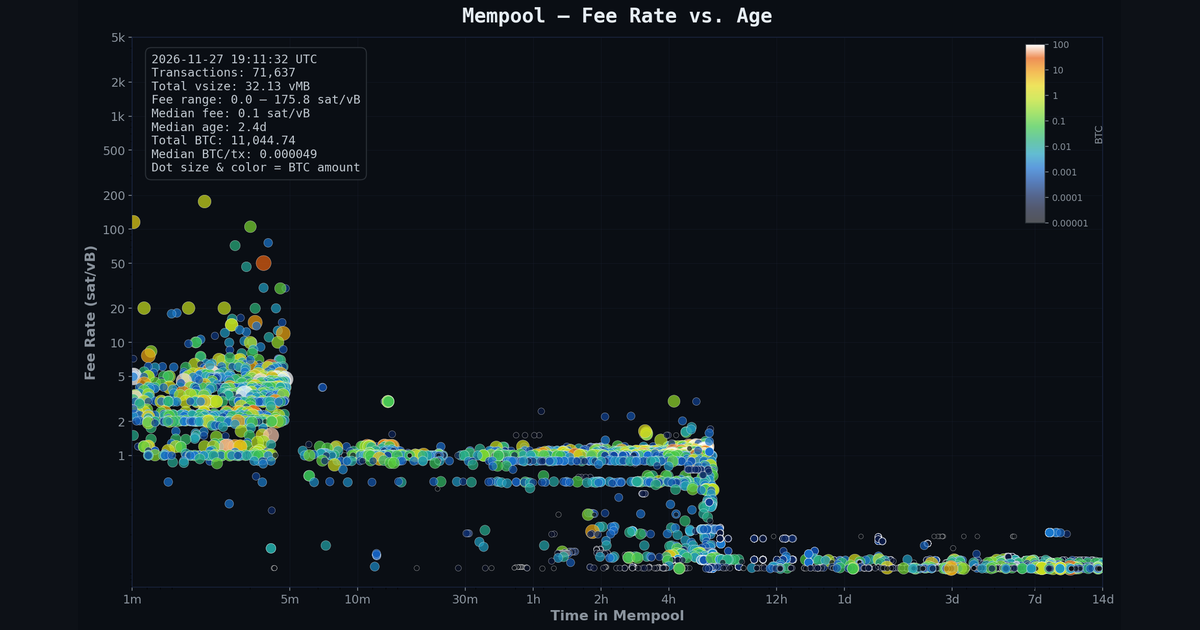 Mempool — Fee Rate vs. Age
2026-11-27 19:11:32 UTC
Transactions: 71,637
Total vsize: 32.13 vMB
Fee range: 0.0 — 175.8 sat/vB
Median fee: 0.1 sat/vB
Median age: 2.4d
Total BTC: 11,044.74
Median BTC/tx: 0.000049
Dot size & color = BTC amount
100
10
1
0.1
0.01
0.001
0.0001
0.00001
BTC
Fee Rate (sat/vB)
5k
2k
1k
500
200
100
50
20
10
5
2
1
1m
5m
10m
30m
1h
2h
4h
12h
1d
3d
7d
14d
Time in Mempool